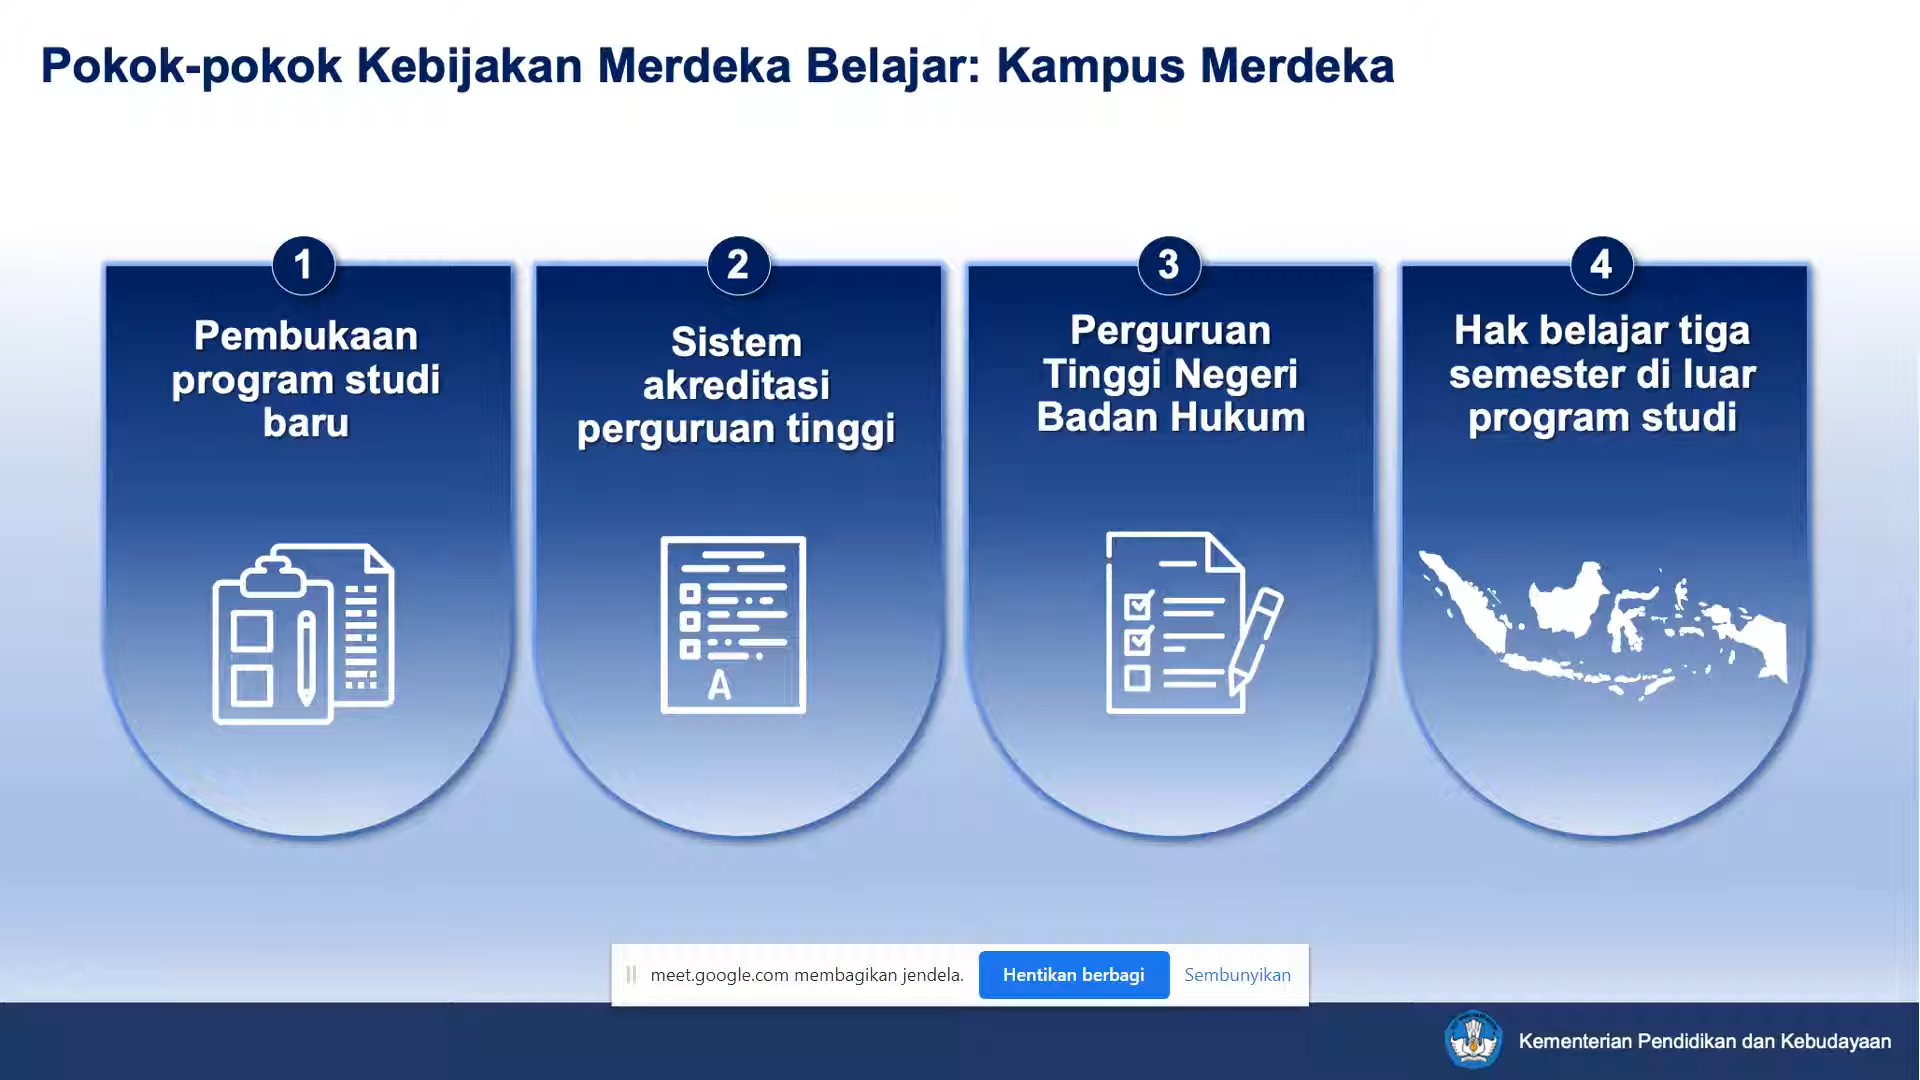 Pokok-pokok Kebijakan Merdeka Belajar: Kampus Merdeka
1
Pembukaan
program studi
baru
2
Sistem
akreditasi
perguruan tinggi
A
3
Perguruan
Tinggi Negeri
Badan Hukum
4
Hak belajar tiga
semester di luar
program studi
meet.google.com membagikan jendela.
Hentikan berbagi
Sembunyikan
Kementerian Pendidikan dan Kebudayaan